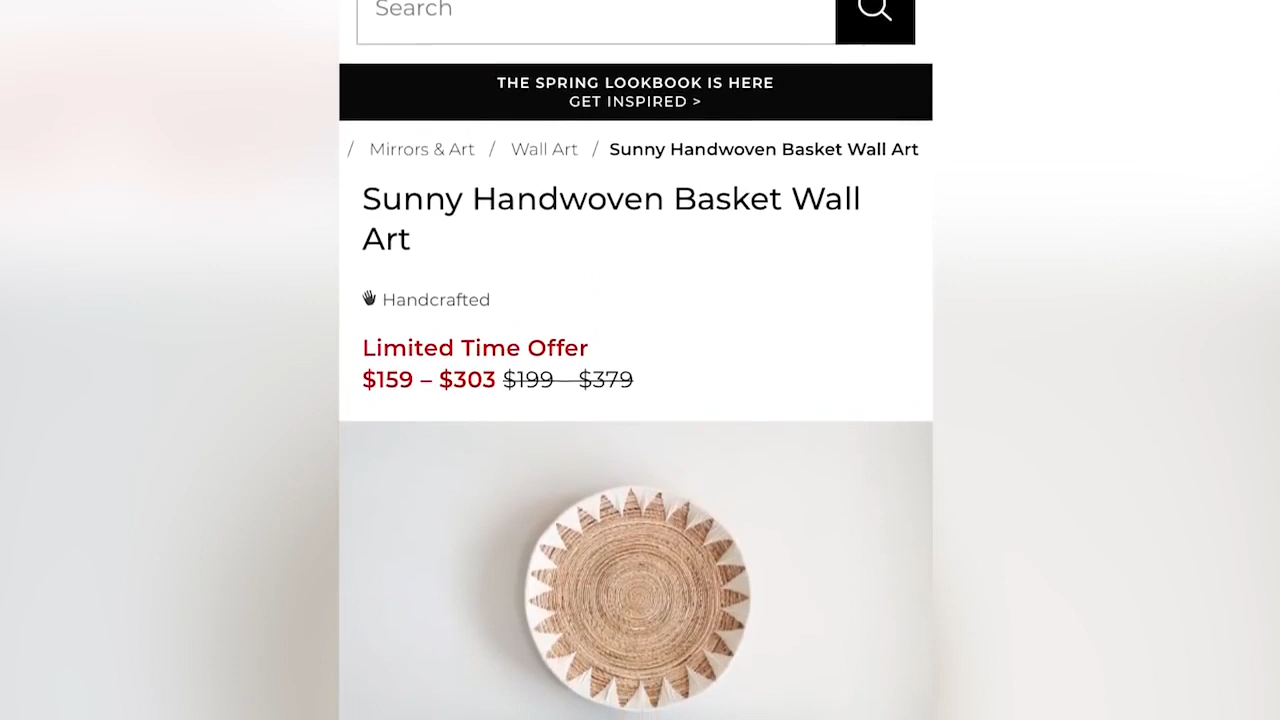 Search
THE SPRING LOOKBOOK IS HERE
GET INSPIRED >
/ Mirrors & Art / Wall Art / Sunny Handwoven Basket Wall Art
Sunny Handwoven Basket Wall
Art
Handcrafted
Limited Time Offer
$159 – $303 $199 – $379